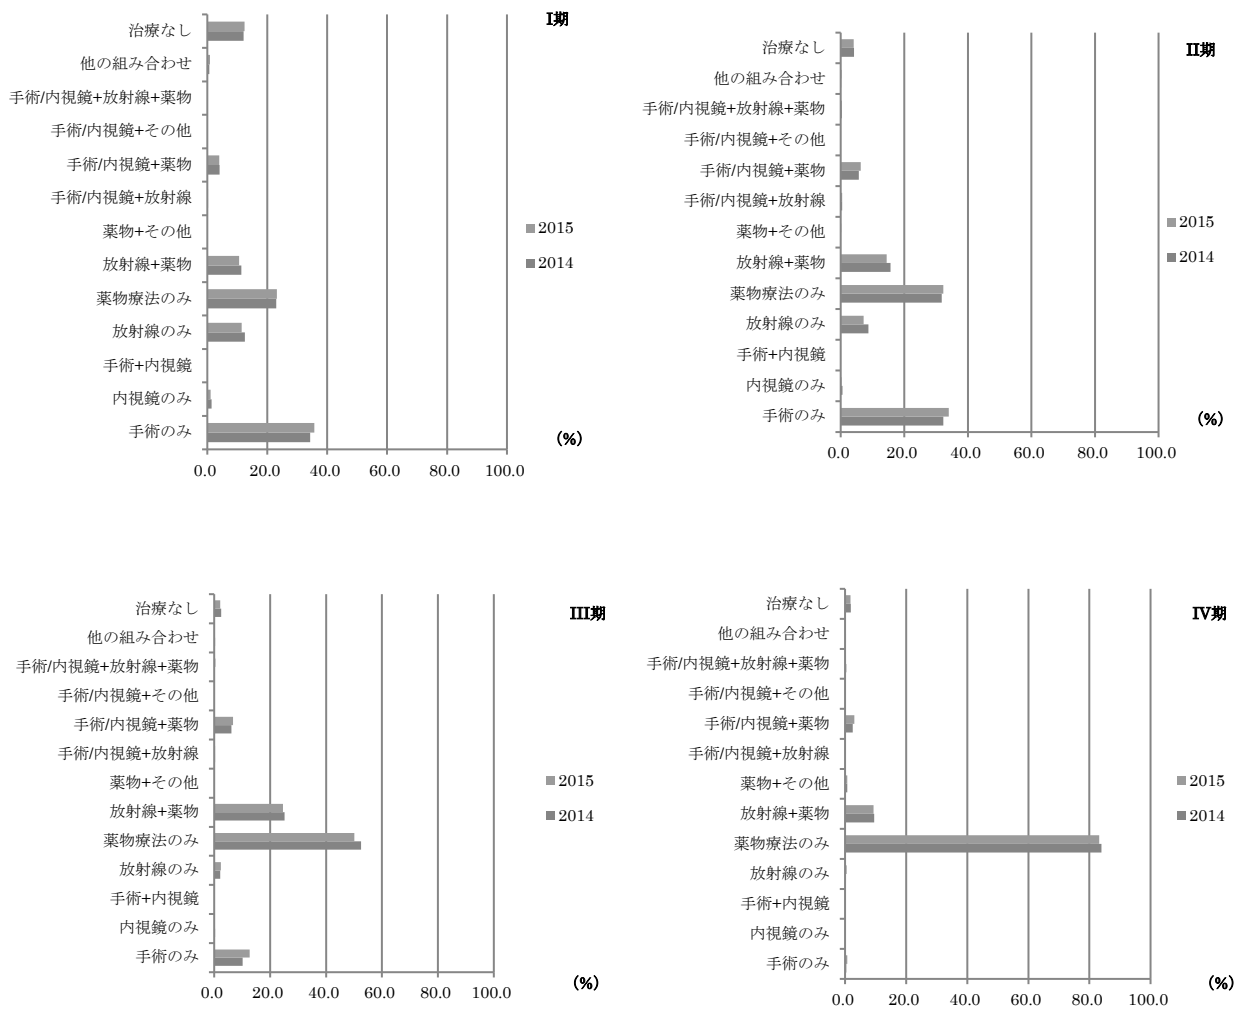 I期
治療なし
他の組み合わせ
手術/内視鏡+放射線+薬物
手術/内視鏡+その他
手術/内視鏡+薬物
手術/内視鏡+放射線
薬物+その他
放射線+薬物
薬物療法のみ
放射線のみ
手術+内視鏡
内視鏡のみ
手術のみ
2015
2014
(%)
0.0 20.0 40.0 60.0 80.0 100.0
II期
治療なし
他の組み合わせ
手術/内視鏡+放射線+薬物
手術/内視鏡+その他
手術/内視鏡+薬物
手術/内視鏡+放射線
薬物+その他
放射線+薬物
薬物療法のみ
放射線のみ
手術+内視鏡
内視鏡のみ
手術のみ
2015
2014
(%)
0.0 20.0 40.0 60.0 80.0 100.0
III期
治療なし
他の組み合わせ
手術/内視鏡+放射線+薬物
手術/内視鏡+その他
手術/内視鏡+薬物
手術/内視鏡+放射線
薬物+その他
放射線+薬物
薬物療法のみ
放射線のみ
手術+内視鏡
内視鏡のみ
手術のみ
2015
2014
(%)
0.0 20.0 40.0 60.0 80.0 100.0
IV期
治療なし
他の組み合わせ
手術/内視鏡+放射線+薬物
手術/内視鏡+その他
手術/内視鏡+薬物
手術/内視鏡+放射線
薬物+その他
放射線+薬物
薬物療法のみ
放射線のみ
手術+内視鏡
内視鏡のみ
手術のみ
2015
2014
(%)
0.0 20.0 40.0 60.0 80.0 100.0